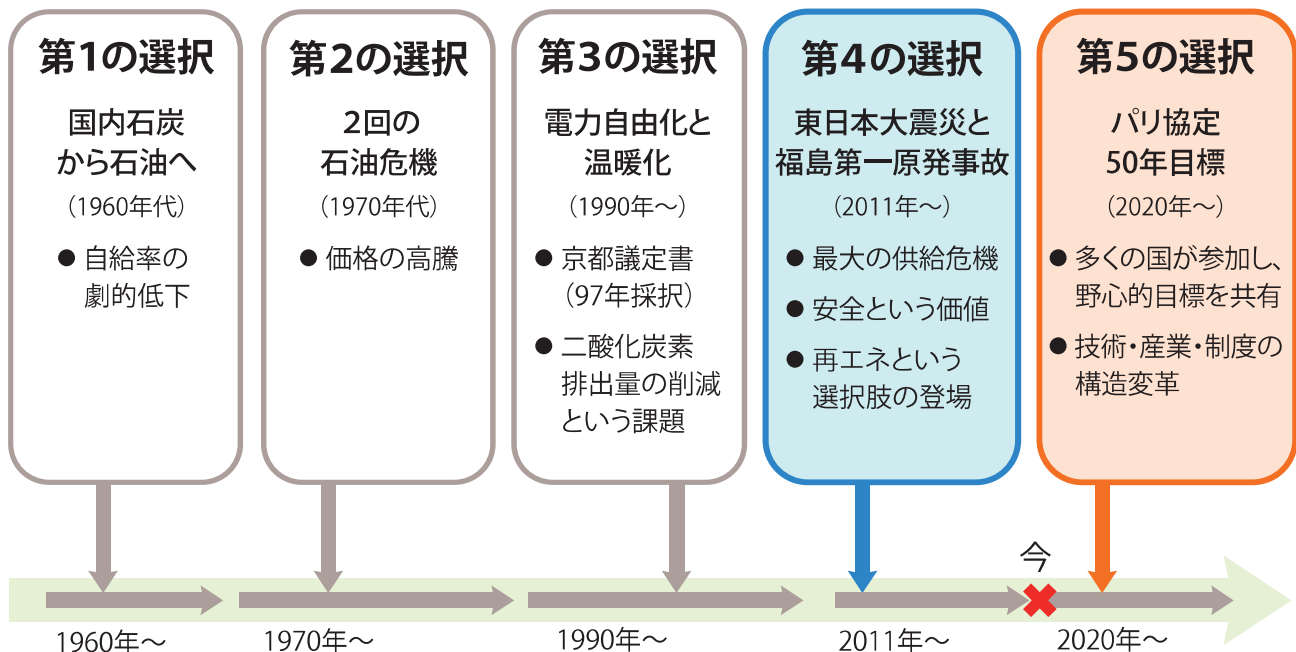 第1の選択
国内石炭
から石油へ
（1960年代）
● 自給率の
劇的低下
第2の選択
2回の
石油危機
（1970年代）
● 価格の高騰
第3の選択
電力自由化と
温暖化
（1990年～）
● 京都議定書
（97年採択）
● 二酸化炭素
排出量の削減
という課題
第4の選択
東日本大震災と
福島第一原発事故
（2011年～）
● 最大の供給危機
● 安全という価値
● 再エネという
選択肢の登場
第5の選択
パリ協定
50年目標
（2020年～）
● 多くの国が参加し、
野心的目標を共有
● 技術・産業・制度の
構造変革
今
1960年～
1970年～
1990年～
2011年～
2020年～